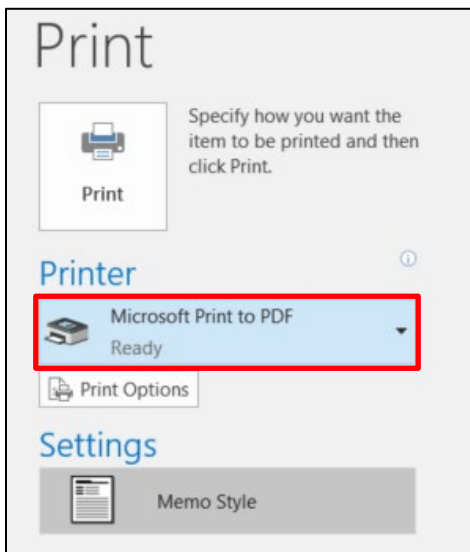 Print
Specify how you want the
item to be printed and then
click Print.
Print
Printer
Microsoft Print to PDF
Ready
Print Options
Settings
Memo Style